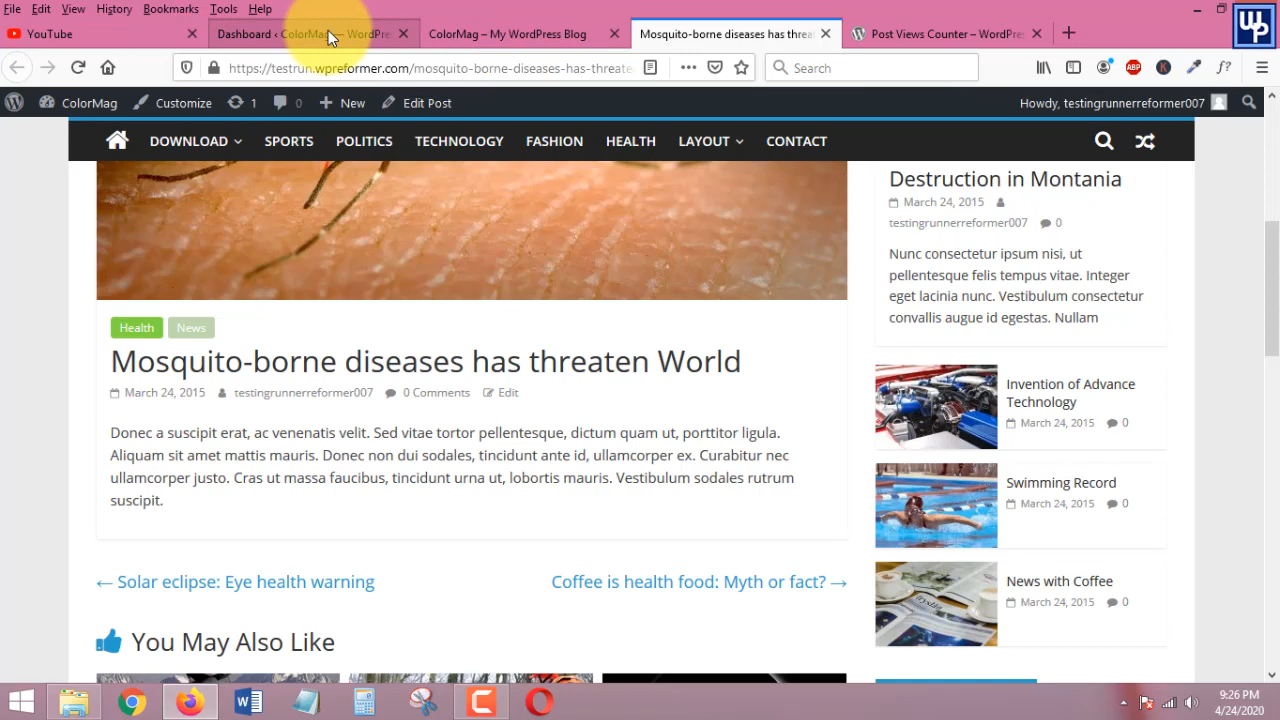 File Edit View History Bookmarks Tools Help
YouTube
Dashboard ‹ ColorMag — WordPre
ColorMag – My WordPress Blog
Mosquito-borne diseases has threa
Post Views Counter – WordPres
https://testrun.wpreformer.com/mosquito-borne-diseases-has-threate
Search
ABP
K
f?
ColorMag
Customize
1
0
New
Edit Post
Howdy, testingrunnerreformer007
DOWNLOAD SPORTS POLITICS TECHNOLOGY FASHION HEALTH LAYOUT CONTACT
Health
News
Mosquito-borne diseases has threaten World
March 24, 2015 testingrunnerreformer007 0 Comments Edit
Donec a suscipit erat, ac venenatis velit. Sed vitae tortor pellentesque, dictum quam ut, porttitor ligula.
Aliquam sit amet mattis mauris. Donec non dui sodales, tincidunt ante id, ullamcorper ex. Curabitur nec
ullamcorper justo. Cras ut massa faucibus, tincidunt urna ut, lobortis mauris. Vestibulum sodales rutrum
suscipit.
← Solar eclipse: Eye health warning
Coffee is health food: Myth or fact? →
You May Also Like
Destruction in Montania
March 24, 2015
testingrunnerreformer007 0
Nunc consectetur ipsum nisi, ut
pellentesque felis tempus vitae. Integer
eget lacinia nunc. Vestibulum consectetur
convallis augue id egestas. Nullam
Invention of Advance
Technology
March 24, 2015 0
Swimming Record
March 24, 2015 0
News with Coffee
March 24, 2015 0
9:26 PM
4/24/2020